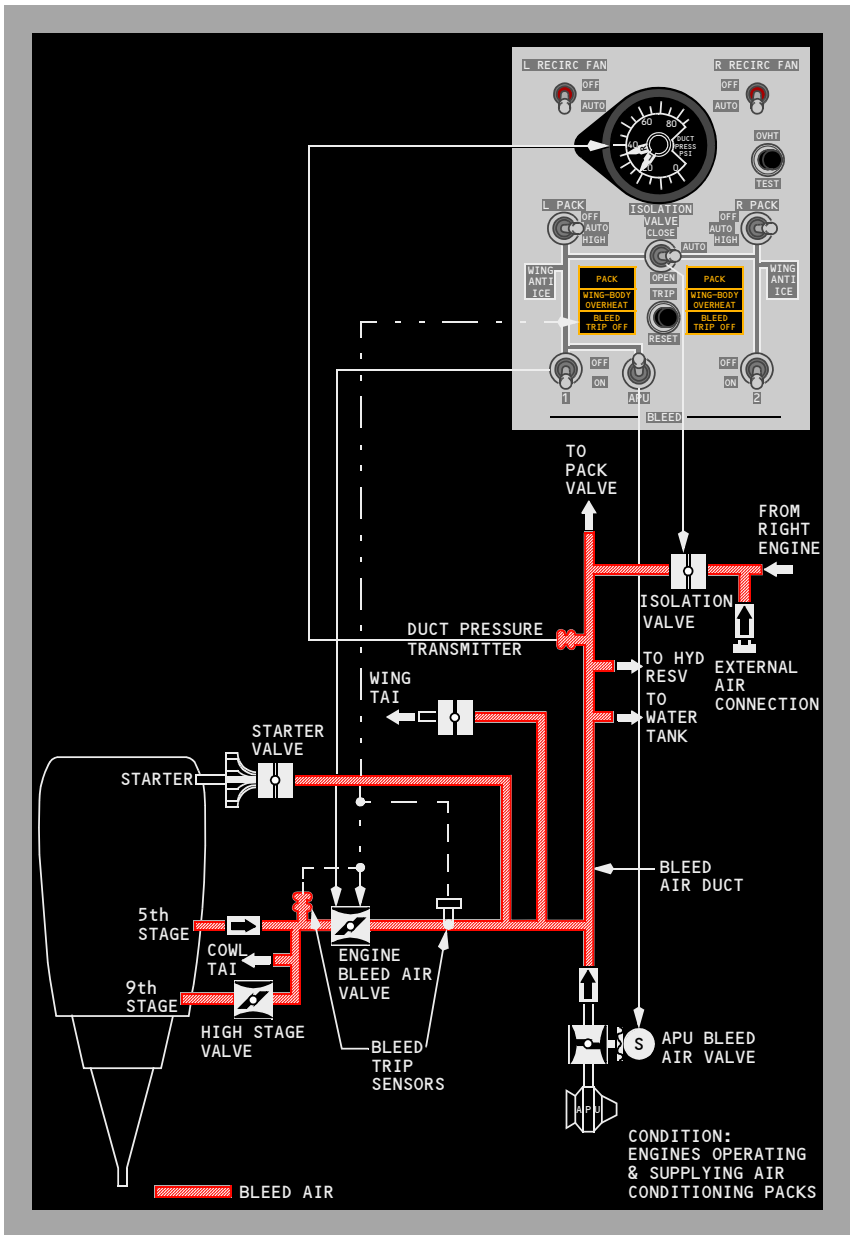 L RECIRC FAN
R RECIRC FAN
OFF
AUTO
OFF
AUTO
60
80
40
20
0
DUCT
PRESS
PSI
OVHT
TEST
L PACK
OFF
AUTO
HIGH
ISOLATION
VALVE
CLOSE
AUTO
OPEN
R PACK
OFF
AUTO
HIGH
WING
ANTI
ICE
PACK
WING-BODY
OVERHEAT
BLEED
TRIP OFF
TRIP
RESET
PACK
WING-BODY
OVERHEAT
BLEED
TRIP OFF
WING
ANTI
ICE
OFF
ON
OFF
ON
1
APU
2
BLEED
TO
PACK
VALVE
FROM
RIGHT
ENGINE
ISOLATION
VALVE
DUCT PRESSURE
TRANSMITTER
TO HYD
RESV
EXTERNAL
AIR
CONNECTION
WING
TAI
TO
WATER
TANK
STARTER
VALVE
STARTER
BLEED
AIR DUCT
5th
STAGE
COWL
TAI
ENGINE
BLEED AIR
VALVE
9th
STAGE
HIGH STAGE
VALVE
BLEED
TRIP
SENSORS
S
APU BLEED
AIR VALVE
APU
CONDITION:
ENGINES OPERATING
& SUPPLYING AIR
CONDITIONING PACKS
BLEED AIR